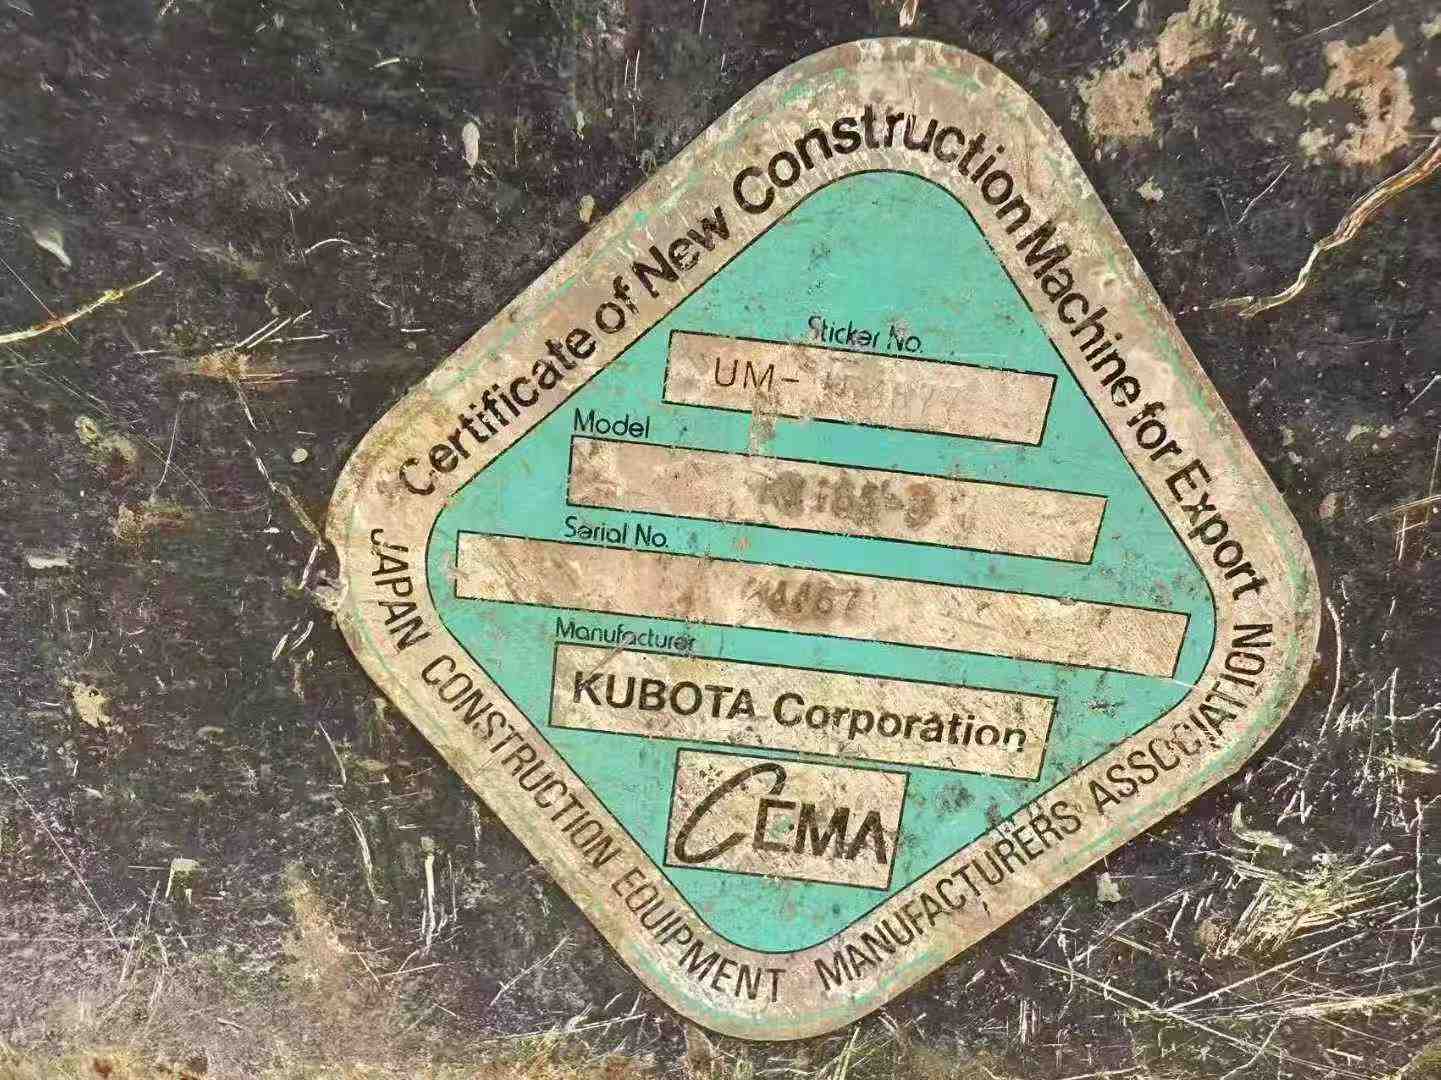 Certificate of New Construction Machine for Export
Sticker No.
UM-
Model
Serial No.
Manufacturer
KUBOTA Corporation
CEMA
JAPAN CONSTRUCTION EQUIPMENT MANUFACTURERS ASSOCIATION